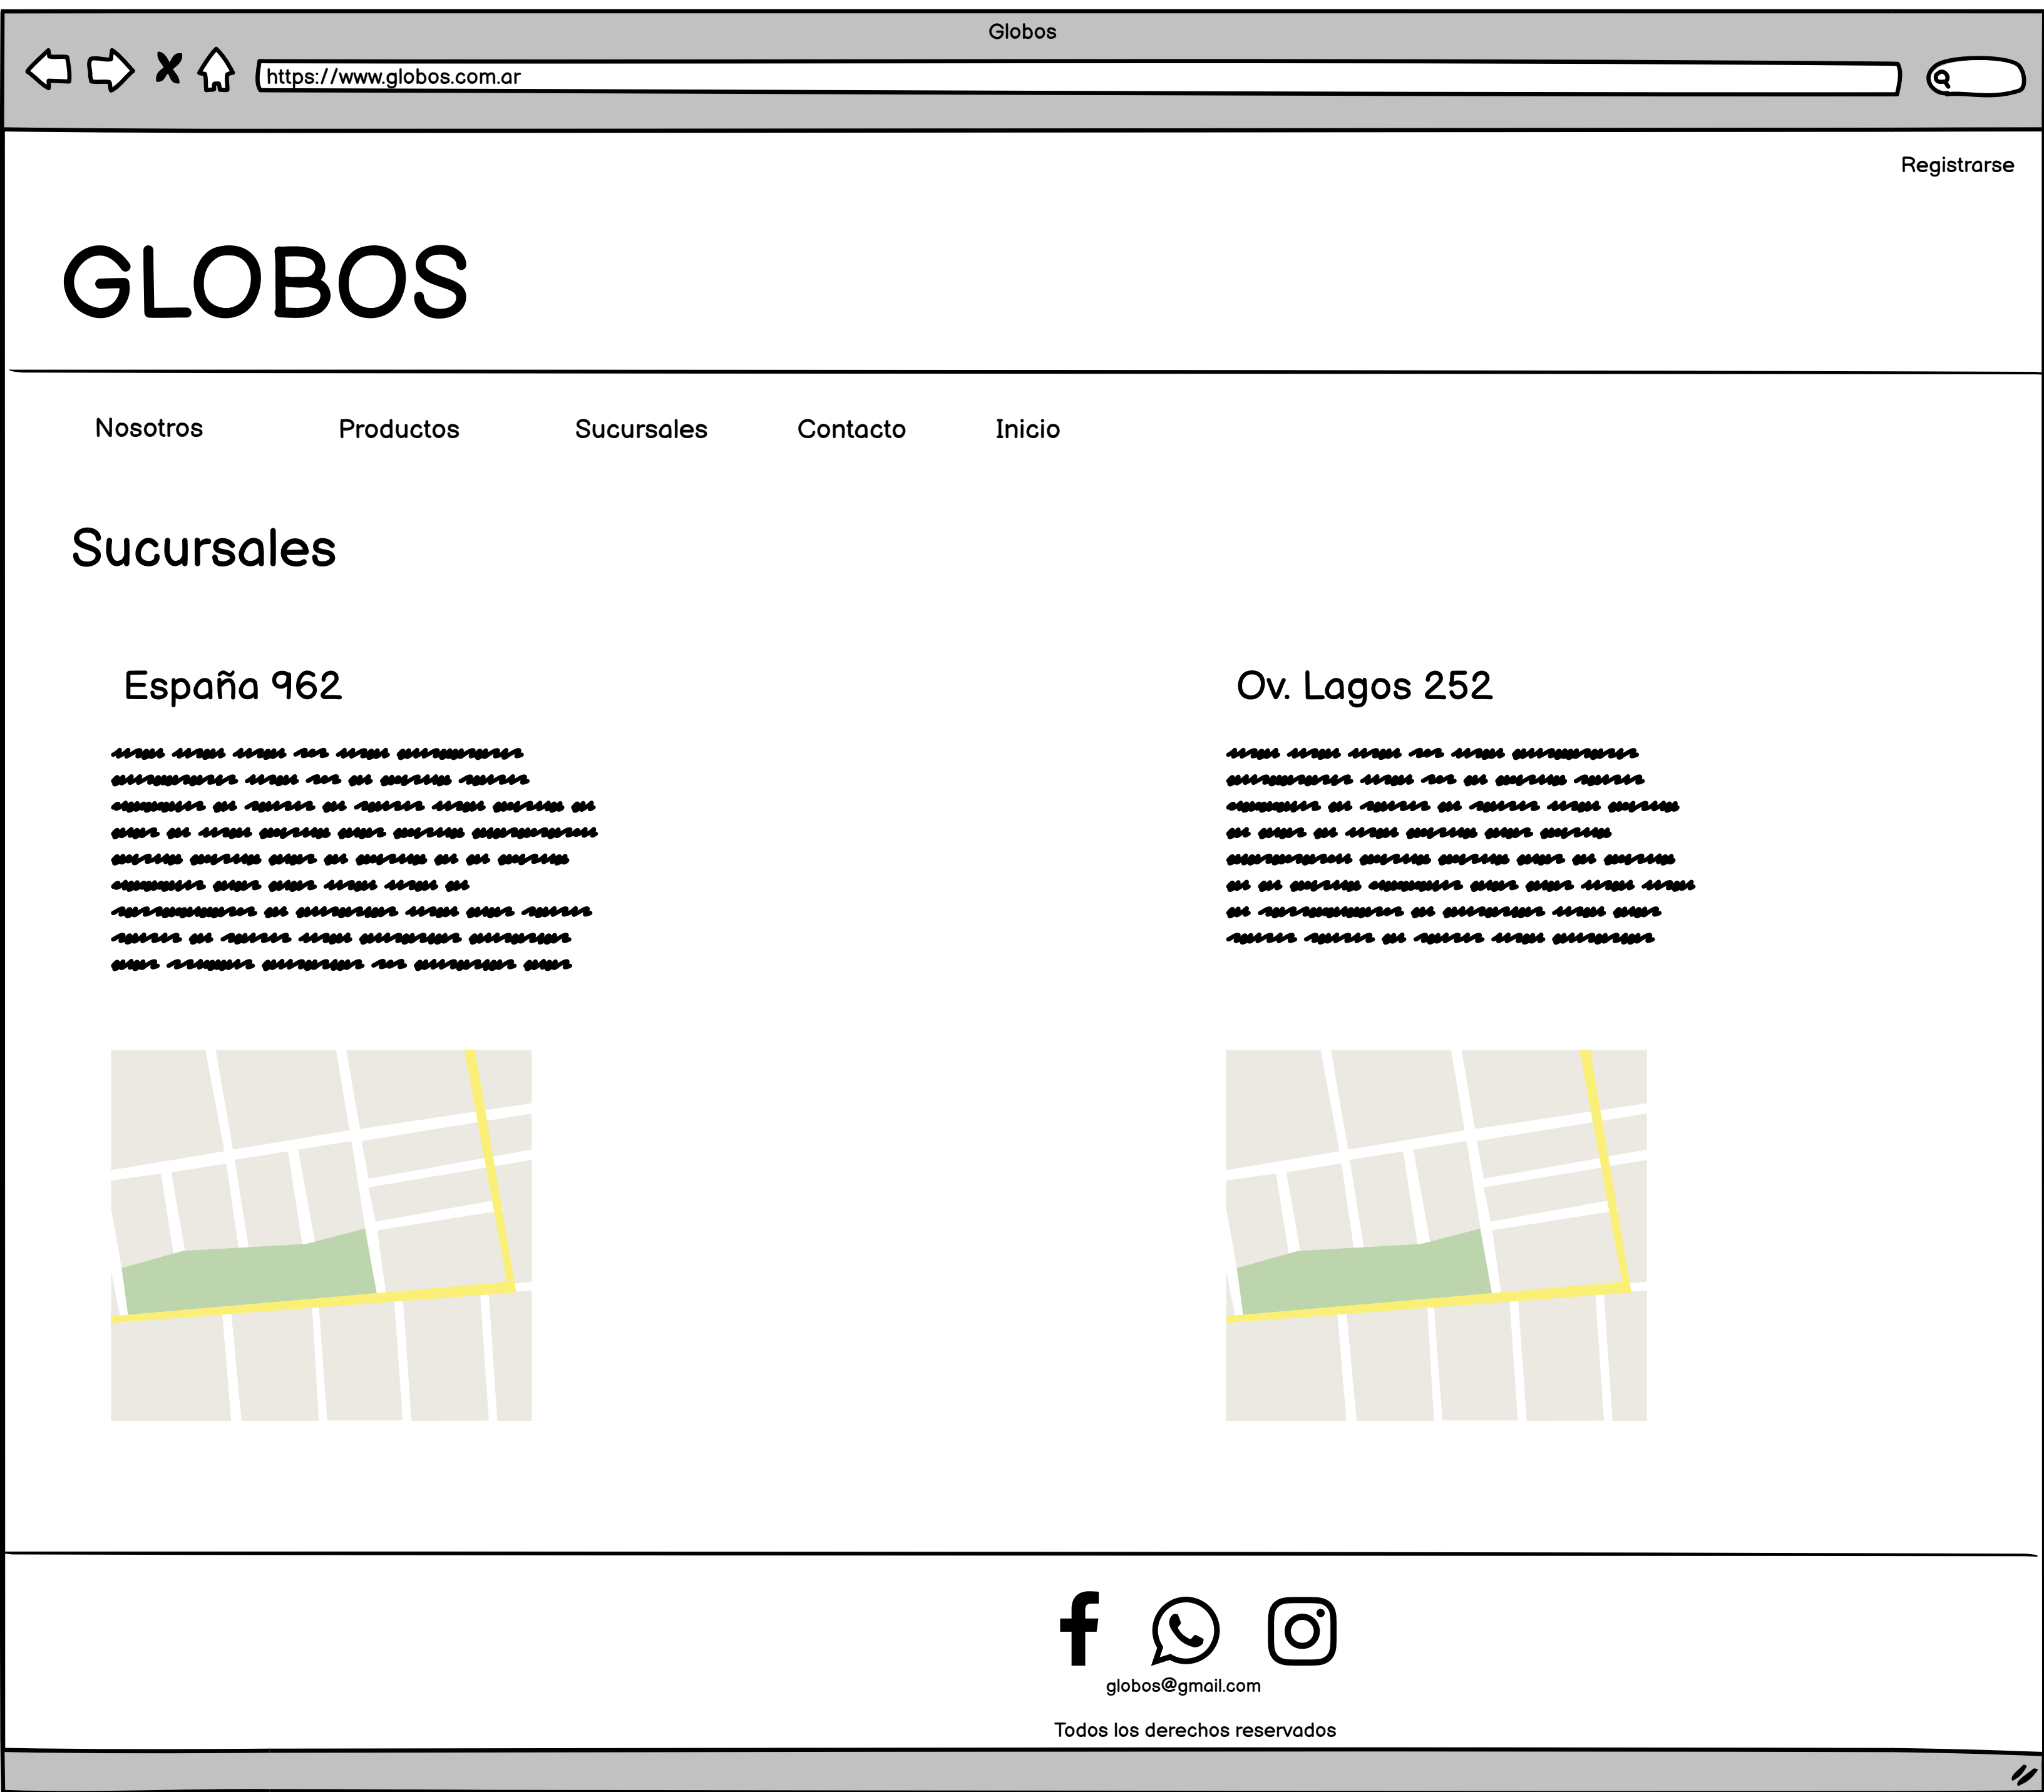 Globos
https://www.globos.com.ar
Registrarse
GLOBOS
Nosotros Productos Sucursales Contacto Inicio
Sucursales
España 962
Ov. Lagos 252
globos@gmail.com
Todos los derechos reservados